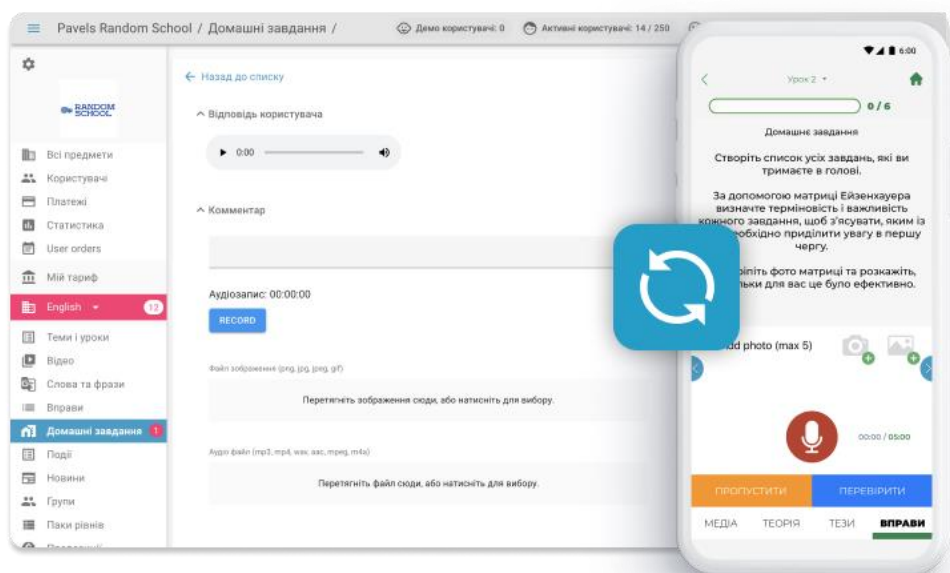 Pavels Random School / Домашні завдання /
Демо користувачі: 0
Активні користувачі: 14 / 250
Назад до списку
RANDOM
SCHOOL
Відповідь користувача
0:00
Всі предмети
Користувачі
Платежі
Комментар
Статистика
User orders
Мій тариф
English
12
Аудіозапис: 00:00:00
RECORD
Теми і уроки
Відео
Слова та фрази
Вправи
Домашні завдання 1
Події
Новини
Групи
Паки рівнів
Файл зображення (png, jpg, jpeg, gif)
Перетягніть зображення сюди, або натисніть для вибору.
Аудіо файл (mp3, mp4, wav, aac, mpeg, m4a)
Перетягніть файл сюди, або натисніть для вибору.
6:00
Урок 2
0 / 6
Домашнє завдання
Створіть список усіх завдань, які ви
тримаєте в голові.
За допомогою матриці Ейзенхауера
визначте терміновість і важливість
кожного завдання, щоб з'ясувати, яким із
необхідно приділити увагу в першу
чергу.
фото матриці та розкажіть,
для вас це було ефективно.
photo (max 5)
00:00 / 05:00
ПРОПУСТИТИ
ПЕРЕВІРИТИ
МЕДІА
ТЕОРІЯ
ТЕЗИ
ВПРАВИ